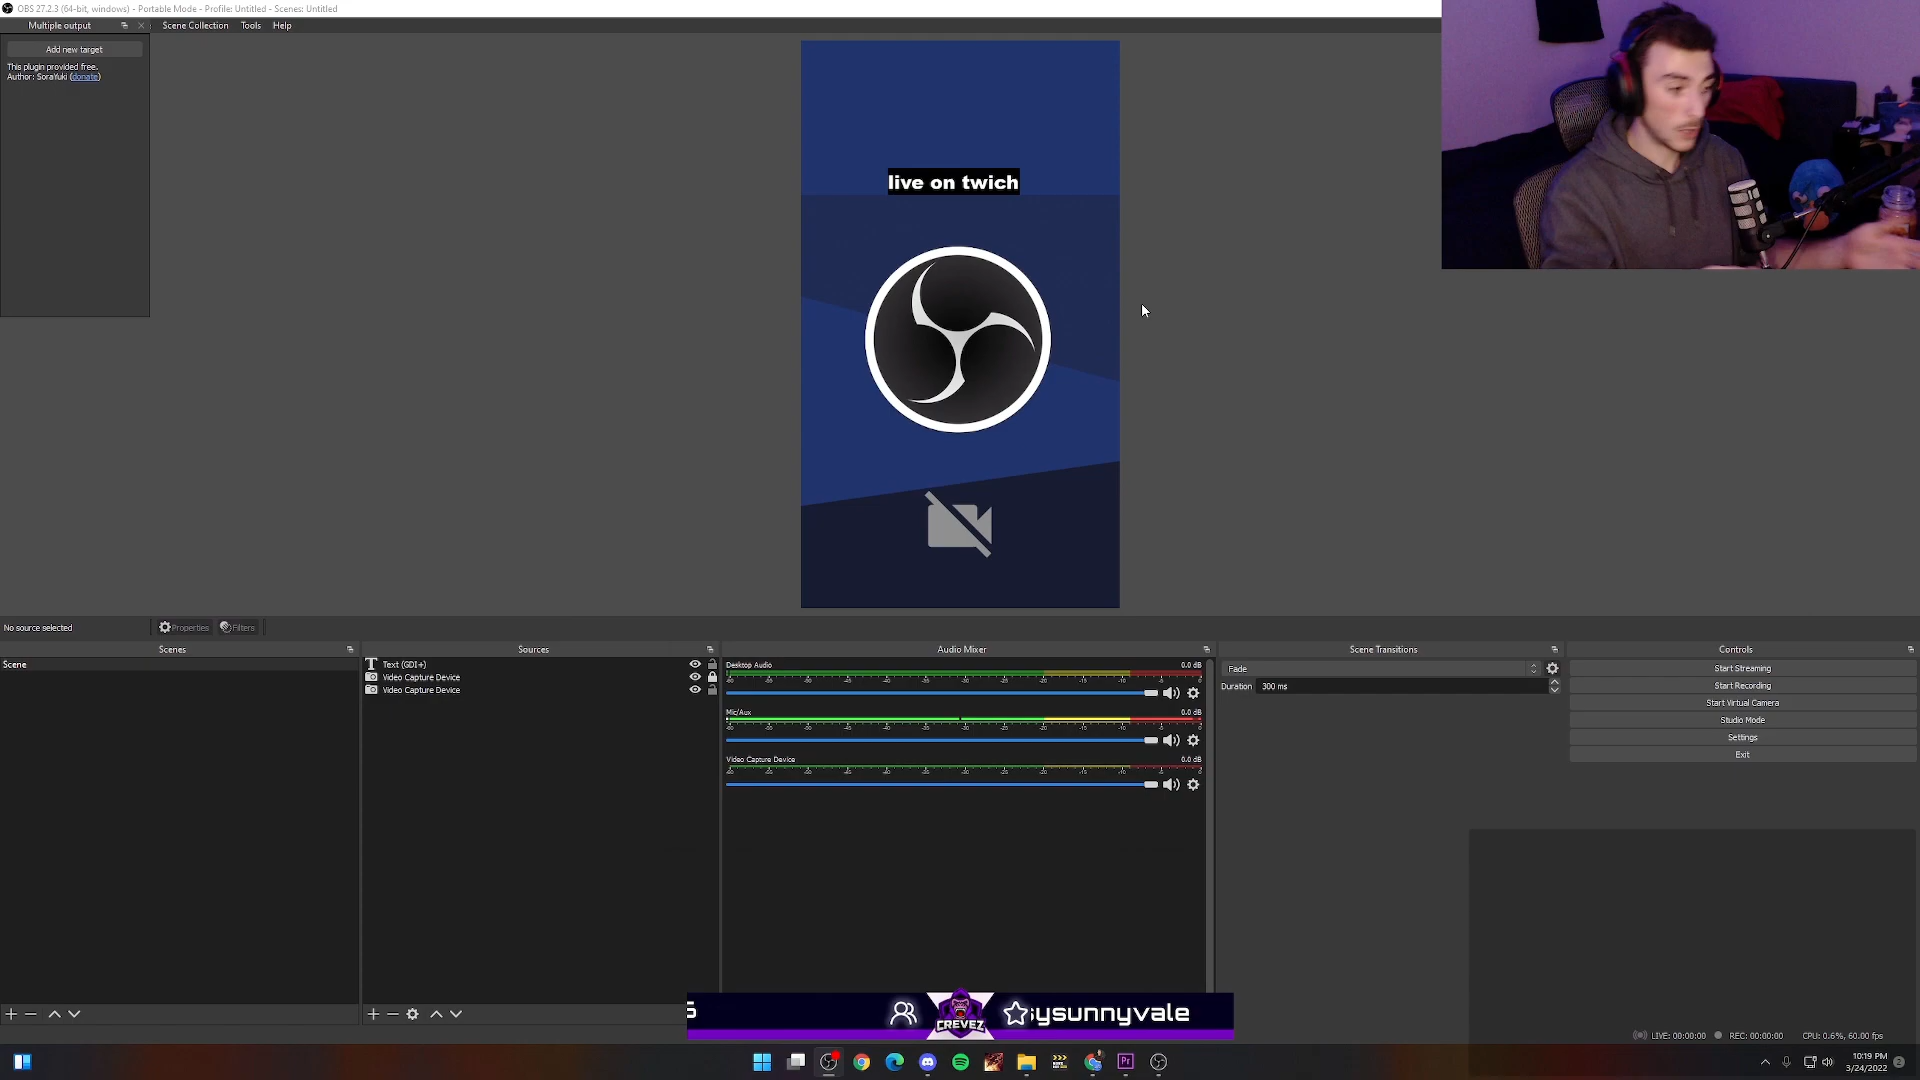 OBS 27.2.3 (64-bit, windows) - Portable Mode - Profile: Untitled - Scenes: Untitled
Multiple output
Scene Collection
Tools
Help
Add new target
This plugin provided free.
Author: SoraYuki (donate)
live on twich
No source selected
Properties
Filters
Scenes
Sources
Audio Mixer
Scene Transitions
Controls
Scene
Text (GDI+)
Video Capture Device
Video Capture Device
Desktop Audio
0.0 dB
Mic/Aux
0.0 dB
Video Capture Device
0.0 dB
Fade
Duration
300 ms
Start Streaming
Start Recording
Start Virtual Camera
Studio Mode
Settings
Exit
CREVEZ
ysunnyvale
LIVE: 00:00:00
REC: 00:00:00
CPU: 0.6%, 60.00 fps
Pr
10:19 PM
3/24/2022
2